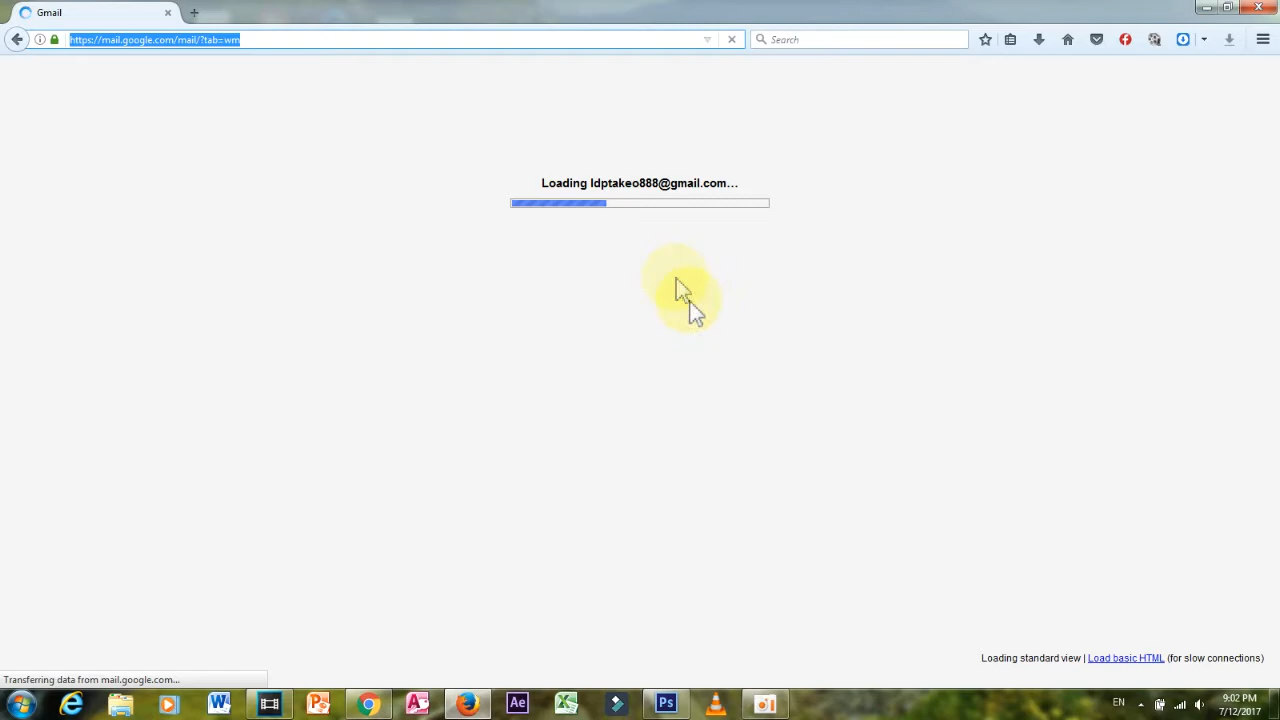 Gmail
https://mail.google.com/mail/?tab=wm
Search
Loading ldptakeo888@gmail.com...
Loading standard view | Load basic HTML (for slow connections)
Transferring data from mail.google.com...
EN
9:02 PM
7/12/2017